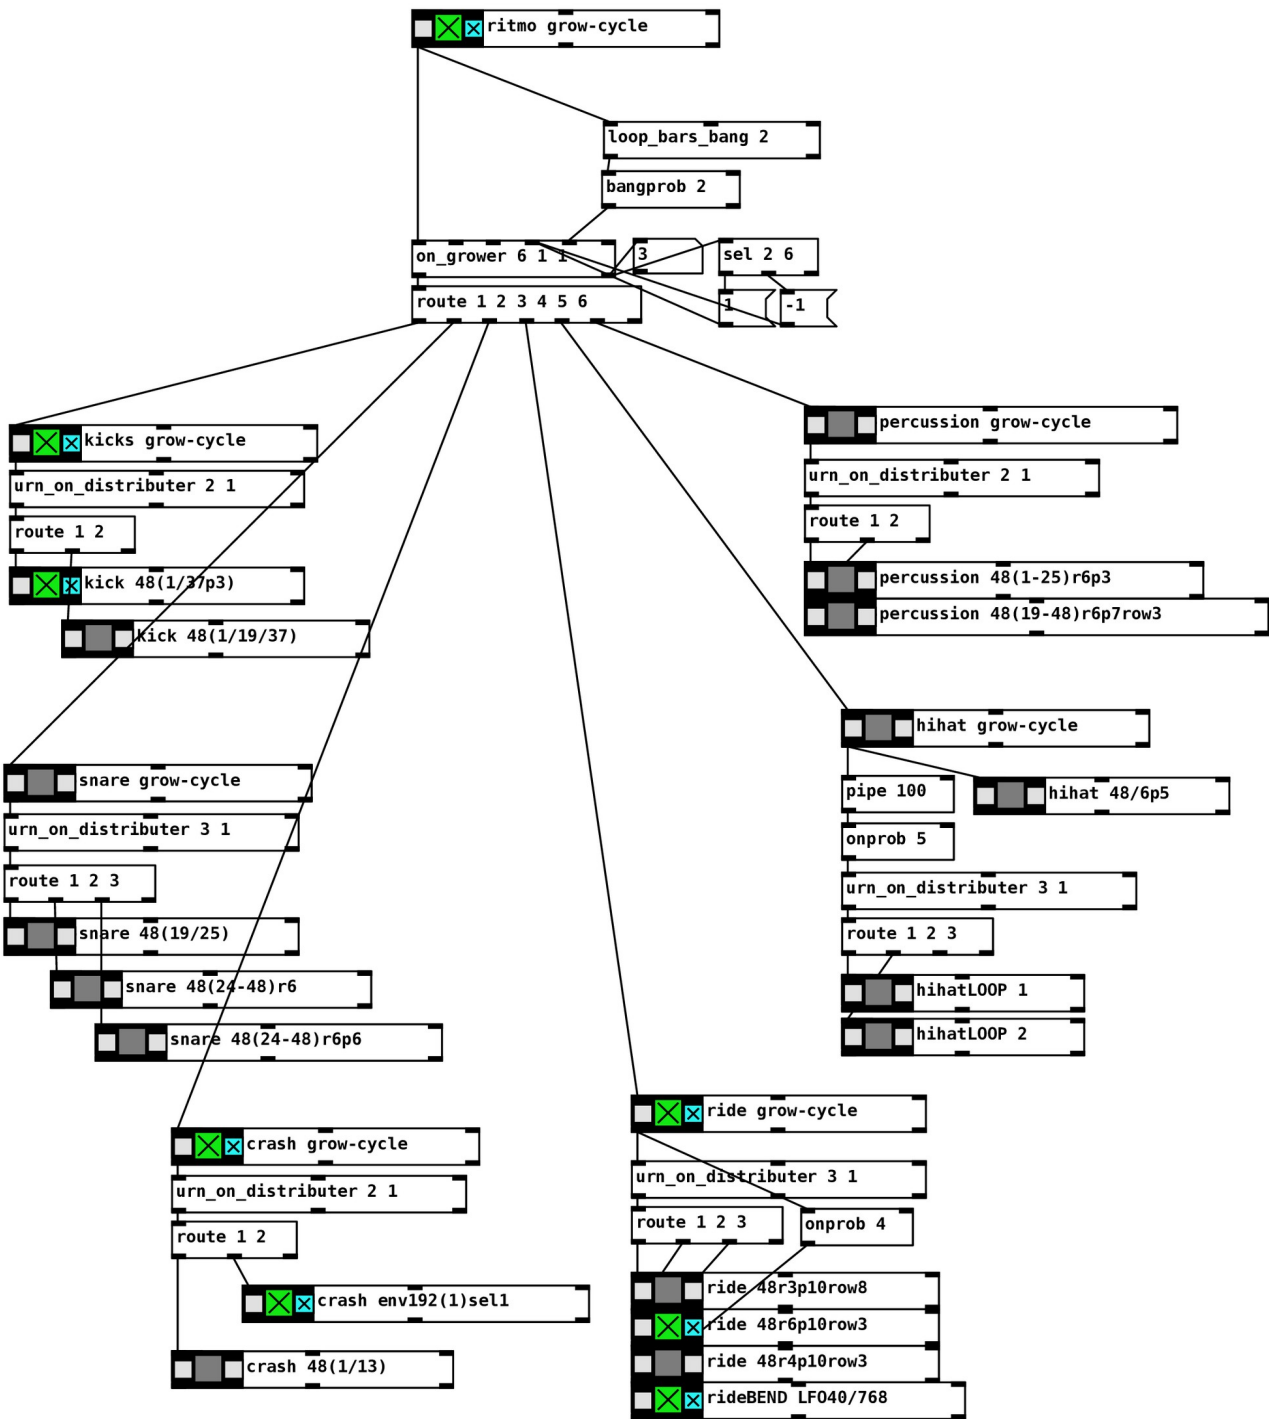 ritmo grow-cycle
loop_bars_bang 2
bangprob 2
on_grower 6 1 1
3
sel 2 6
route 1 2 3 4 5 6
1
-1
kicks grow-cycle
urn_on_distributer 2 1
route 1 2
kick 48(1/37p3)
kick 48(1/19/37)
percussion grow-cycle
urn_on_distributer 2 1
route 1 2
percussion 48(1-25)r6p3
percussion 48(19-48)r6p7row3
snare grow-cycle
urn_on_distributer 3 1
route 1 2 3
snare 48(19/25)
snare 48(24-48)r6
snare 48(24-48)r6p6
hihat grow-cycle
pipe 100
hihat 48/6p5
onprob 5
urn_on_distributer 3 1
route 1 2 3
hihatLOOP 1
hihatLOOP 2
crash grow-cycle
urn_on_distributer 2 1
route 1 2
crash env192(1)sel1
crash 48(1/13)
ride grow-cycle
urn_on_distributer 3 1
route 1 2 3
onprob 4
ride 48r3p10row8
ride 48r6p10row3
ride 48r4p10row3
rideBEND LFO40/768